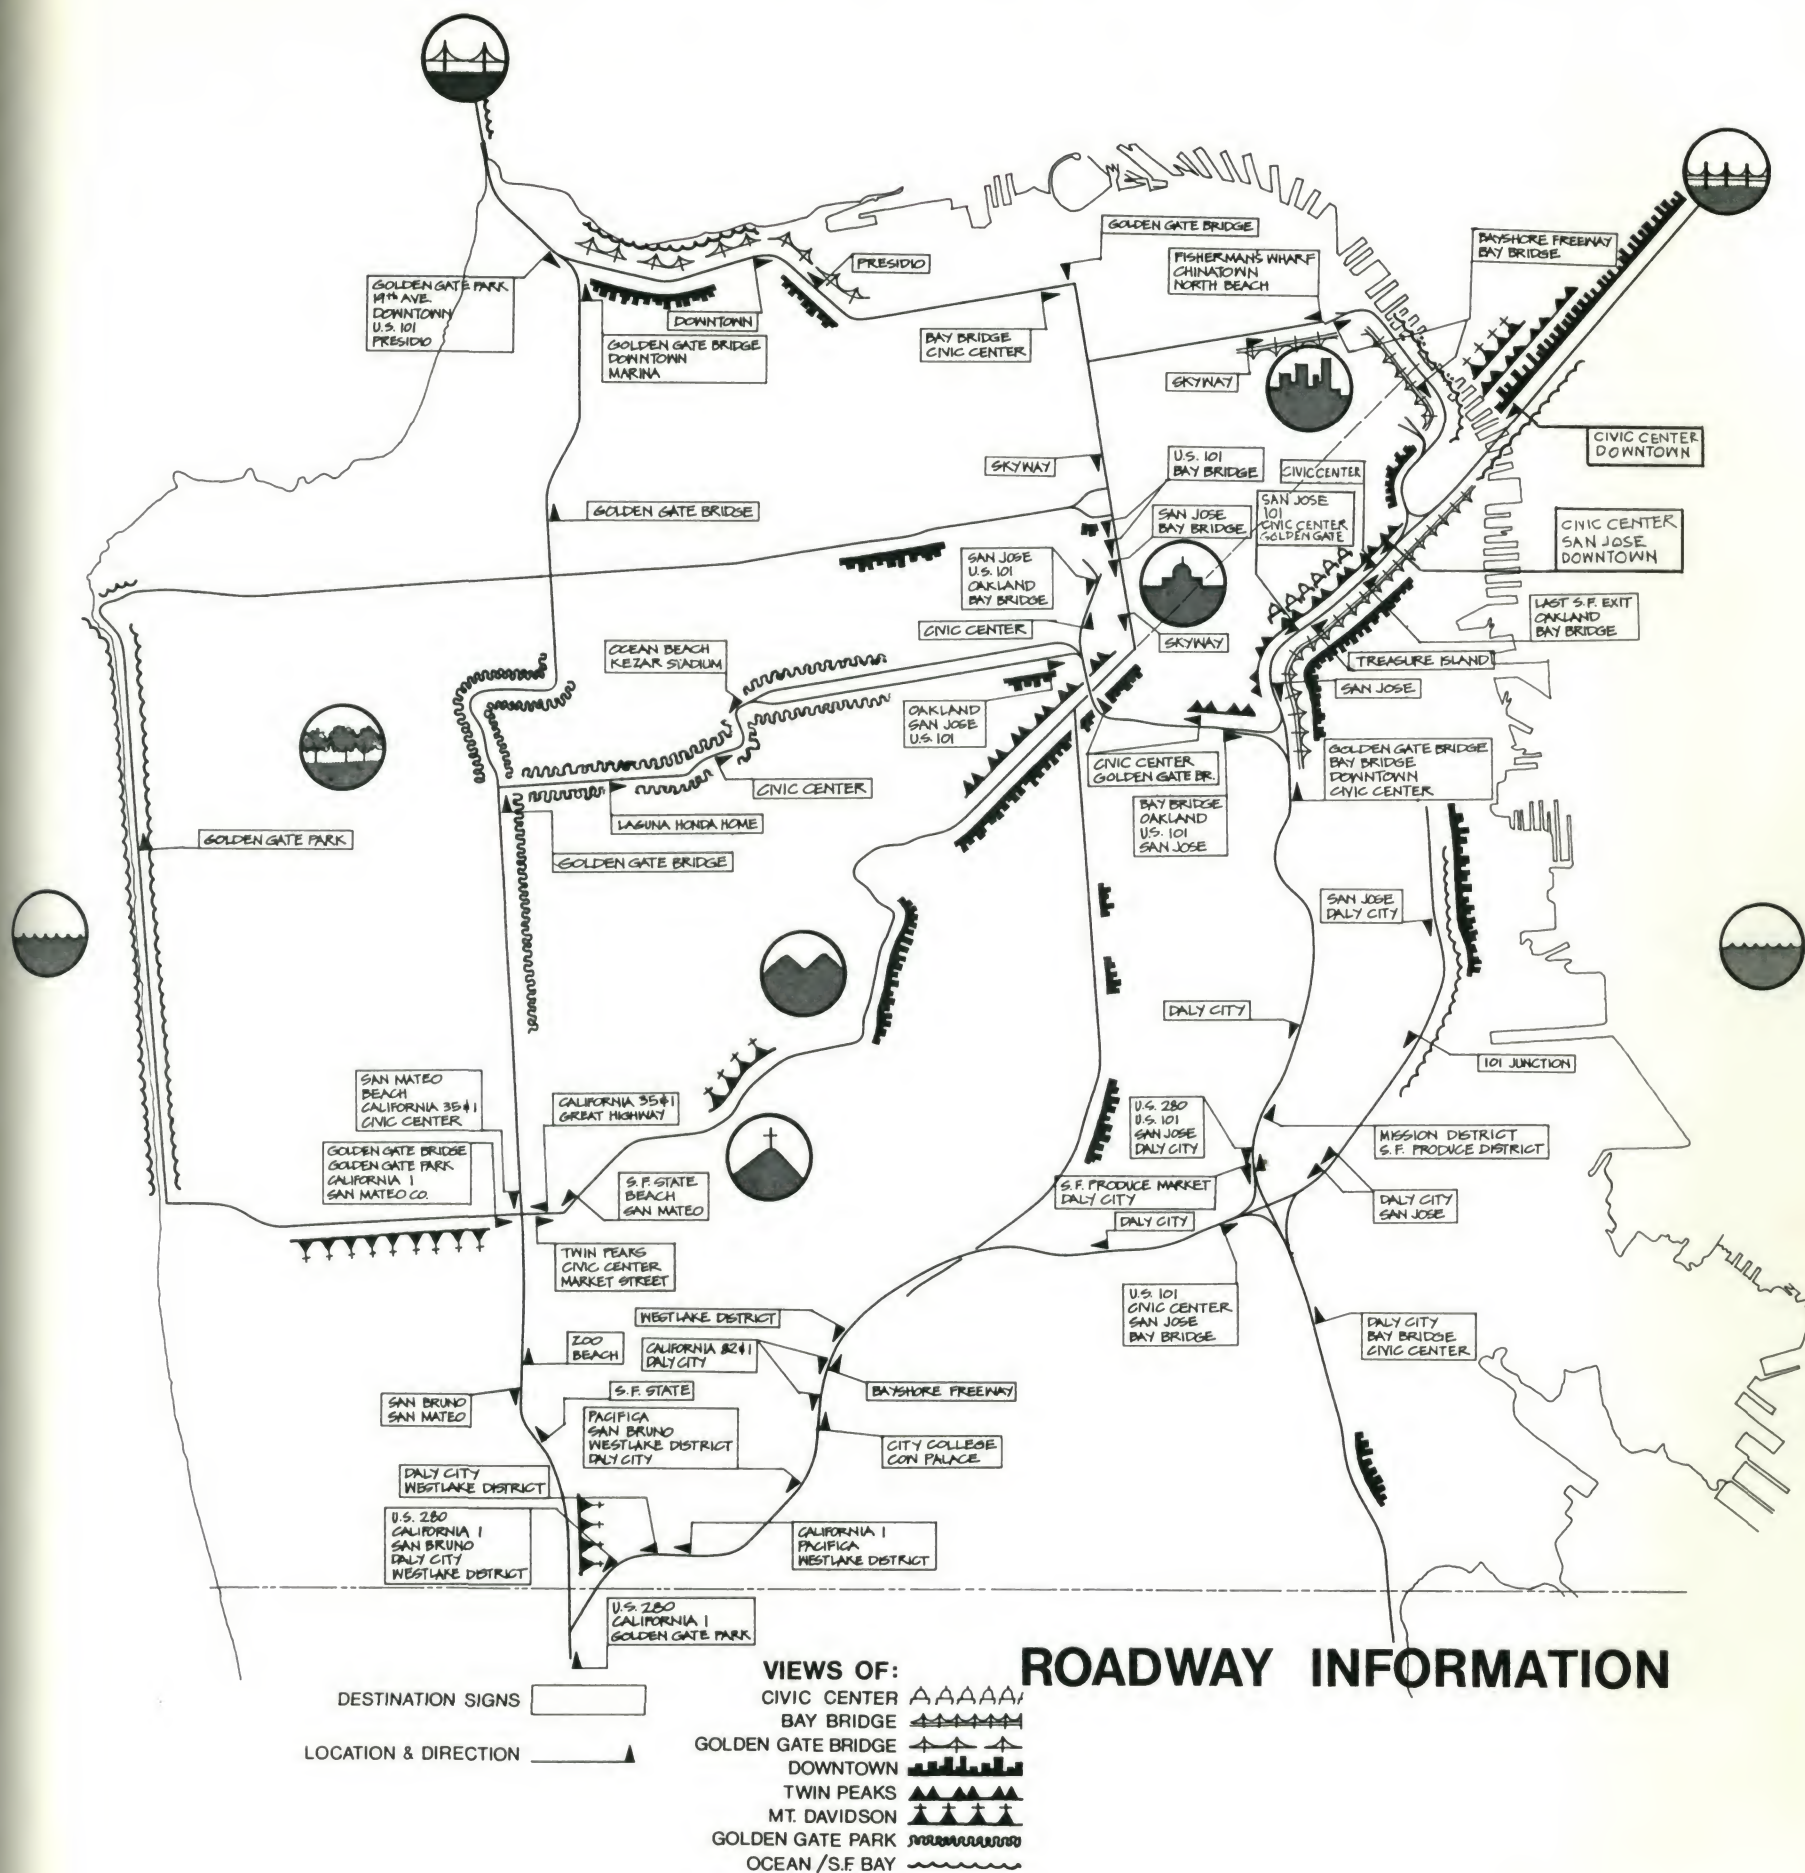 GOLDEN GATE BRIDGE
BAYSHORE FREEWAY
BAY BRIDGE
FISHERMAN'S WHARF
CHINATOWN
NORTH BEACH
PRESIDIO
GOLDEN GATE PARK
19th AVE.
DOWNTOWN
U.S. 101
PRESIDIO
DOWNTOWN
GOLDEN GATE BRIDGE
DOWNTOWN
MARINA
BAY BRIDGE
CIVIC CENTER
SKYWAY
CIVIC CENTER
DOWNTOWN
SKYWAY
U.S. 101
BAY BRIDGE
CIVIC CENTER
GOLDEN GATE BRIDGE
SAN JOSE
BAY BRIDGE
SAN JOSE
101
CIVIC CENTER
GOLDEN GATE
CIVIC CENTER
SAN JOSE
DOWNTOWN
SAN JOSE
U.S. 101
OAKLAND
BAY BRIDGE
LAST S.F. EXIT
OAKLAND
BAY BRIDGE
CIVIC CENTER
SKYWAY
OCEAN BEACH
KEZAR STADIUM
TREASURE ISLAND
SAN JOSE
OAKLAND
SAN JOSE
U.S. 101
CIVIC CENTER
GOLDEN GATE BR.
GOLDEN GATE BRIDGE
BAY BRIDGE
DOWNTOWN
CIVIC CENTER
CIVIC CENTER
BAY BRIDGE
OAKLAND
U.S. 101
SAN JOSE
LAGUNA HONDA HOME
GOLDEN GATE PARK
GOLDEN GATE BRIDGE
SAN JOSE
DALY CITY
DALY CITY
101 JUNCTION
SAN MATEO
BEACH
CALIFORNIA 35&1
CIVIC CENTER
CALIFORNIA 35&1
GREAT HIGHWAY
U.S. 280
U.S. 101
SAN JOSE
DALY CITY
MISSION DISTRICT
S.F. PRODUCE DISTRICT
GOLDEN GATE BRIDGE
GOLDEN GATE PARK
CALIFORNIA 1
SAN MATEO CO.
S.F. STATE
BEACH
SAN MATEO
S.F. PRODUCE MARKET
DALY CITY
DALY CITY
SAN JOSE
DALY CITY
TWIN PEAKS
CIVIC CENTER
MARKET STREET
U.S. 101
CIVIC CENTER
SAN JOSE
BAY BRIDGE
WESTLAKE DISTRICT
DALY CITY
BAY BRIDGE
CIVIC CENTER
ZOO
BEACH
CALIFORNIA 82&1
DALY CITY
S.F. STATE
BAYSHORE FREEWAY
SAN BRUNO
SAN MATEO
PACIFICA
SAN BRUNO
WESTLAKE DISTRICT
DALY CITY
CITY COLLEGE
COW PALACE
DALY CITY
WESTLAKE DISTRICT
U.S. 280
CALIFORNIA 1
SAN BRUNO
DALY CITY
WESTLAKE DISTRICT
CALIFORNIA 1
PACIFICA
WESTLAKE DISTRICT
U.S. 280
CALIFORNIA 1
GOLDEN GATE PARK
ROADWAY INFORMATION
DESTINATION SIGNS
LOCATION & DIRECTION
VIEWS OF:
CIVIC CENTER
BAY BRIDGE
GOLDEN GATE BRIDGE
DOWNTOWN
TWIN PEAKS
MT. DAVIDSON
GOLDEN GATE PARK
OCEAN/S.F. BAY